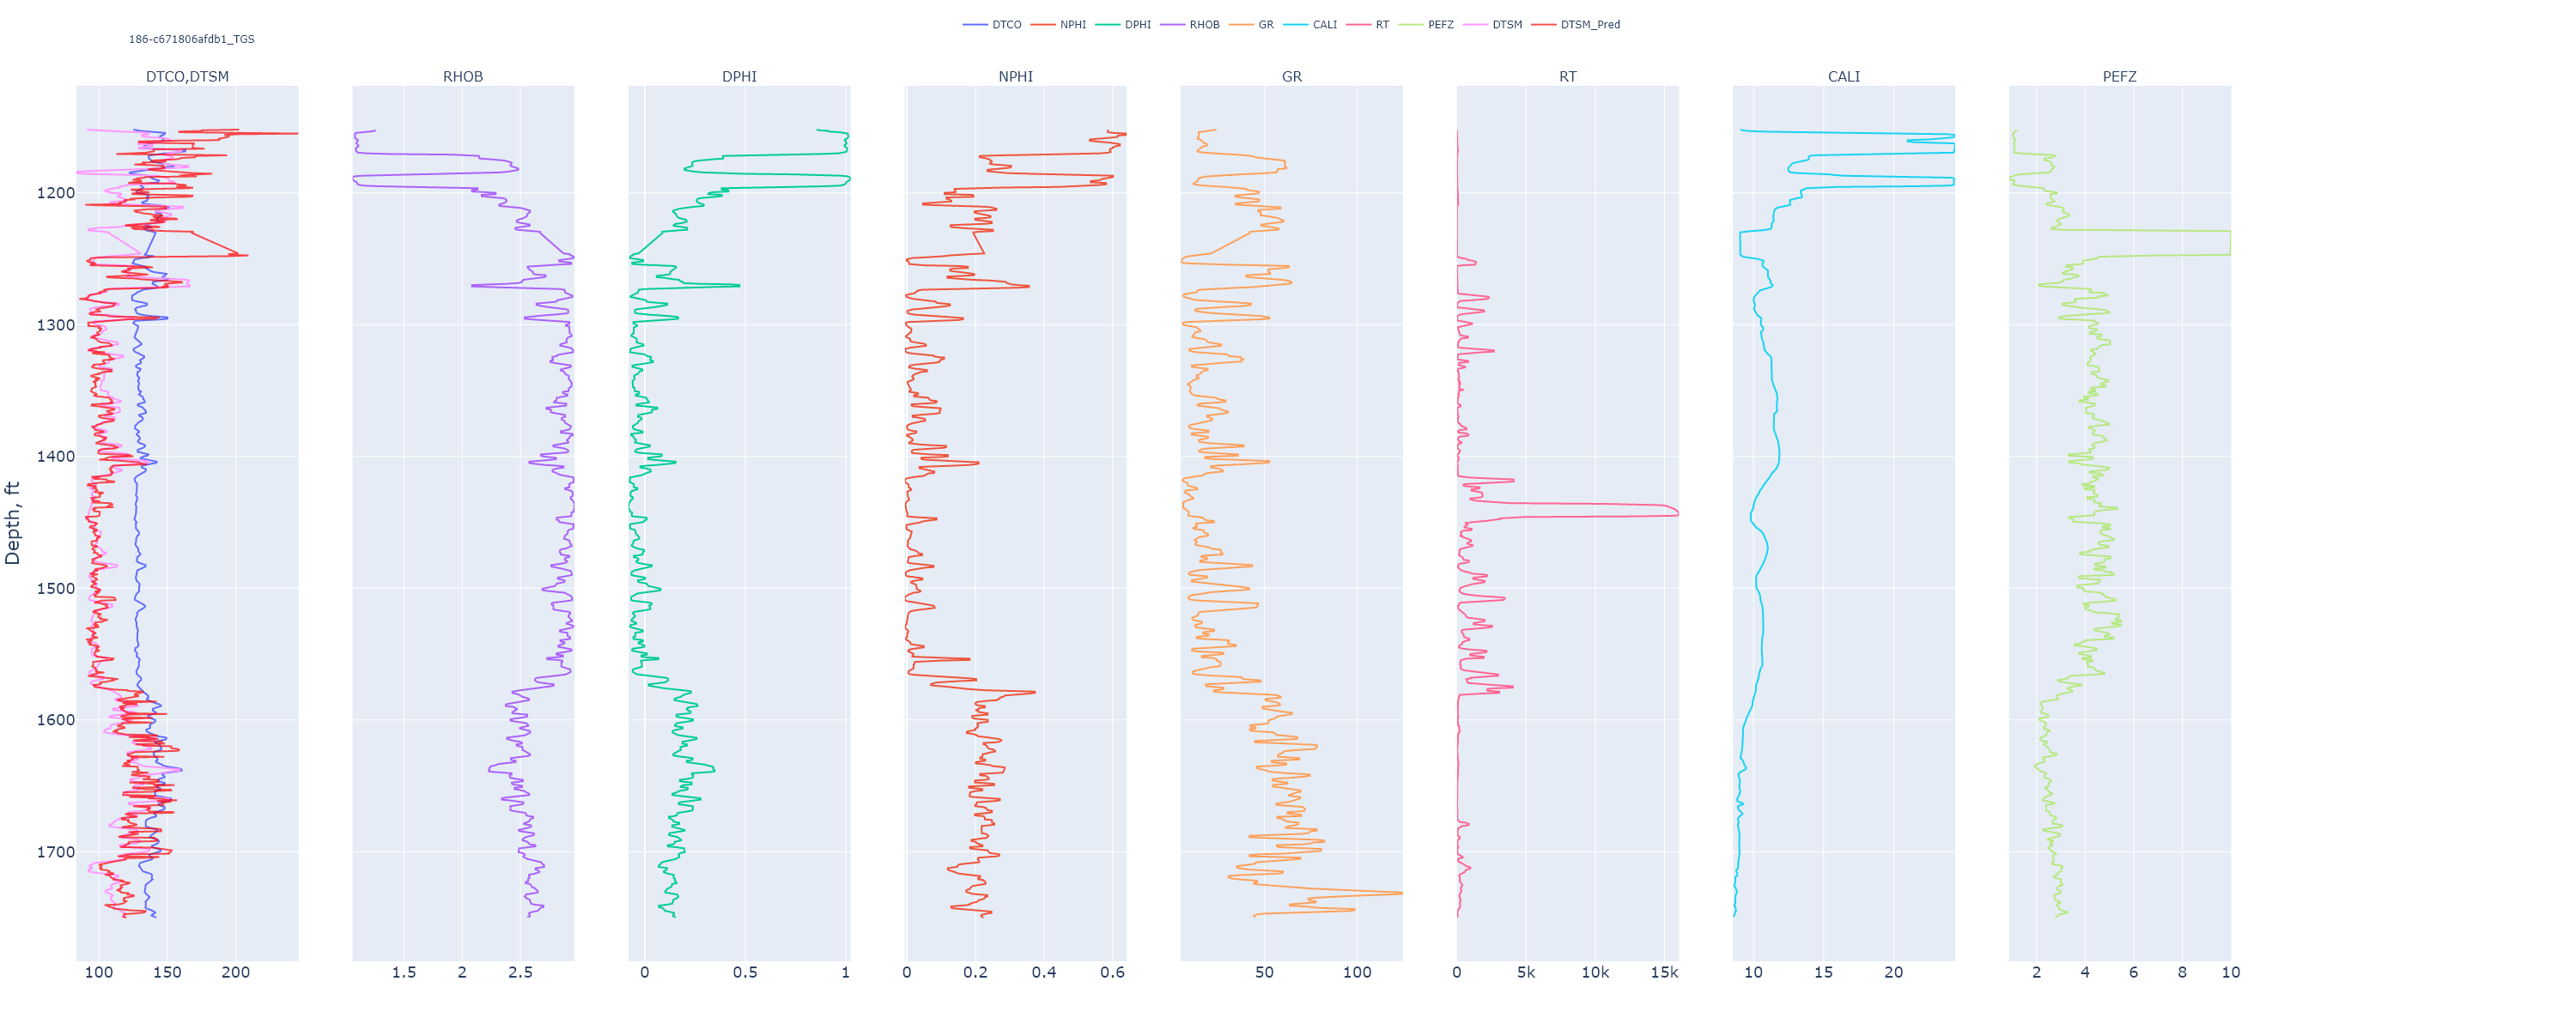 DTCO NPHI DPHI RHOB GR CALI RT PEFZ DTSM DTSM_Pred
186-c671806afdb1_TGS
DTCO,DTSM RHOB DPHI NPHI GR RT CALI PEFZ
1200
1300
1400
1500
1600
1700
Depth, ft
100 150 200 1.5 2 2.5 0 0.5 1 0 0.2 0.4 0.6 50 100 0 5k 10k 15k 10 15 20 2 4 6 8 10